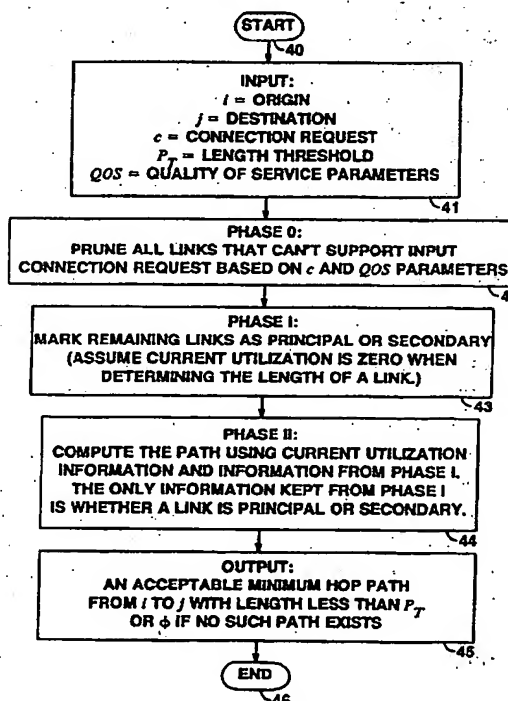 START
40
INPUT:
i = ORIGIN
j = DESTINATION
c = CONNECTION REQUEST
P_T = LENGTH THRESHOLD
QOS = QUALITY OF SERVICE PARAMETERS
41
PHASE 0:
PRUNE ALL LINKS THAT CAN'T SUPPORT INPUT
CONNECTION REQUEST BASED ON c AND QOS PARAMETERS
PHASE I:
MARK REMAINING LINKS AS PRINCIPAL OR SECONDARY
(ASSUME CURRENT UTILIZATION IS ZERO WHEN
DETERMINING THE LENGTH OF A LINK.)
43
PHASE II:
COMPUTE THE PATH USING CURRENT UTILIZATION
INFORMATION AND INFORMATION FROM PHASE I.
THE ONLY INFORMATION KEPT FROM PHASE I
IS WHETHER A LINK IS PRINCIPAL OR SECONDARY.
44
OUTPUT:
AN ACCEPTABLE MINIMUM HOP PATH
FROM i TO j WITH LENGTH LESS THAN P_T
OR ϕ IF NO SUCH PATH EXISTS
45
END
46